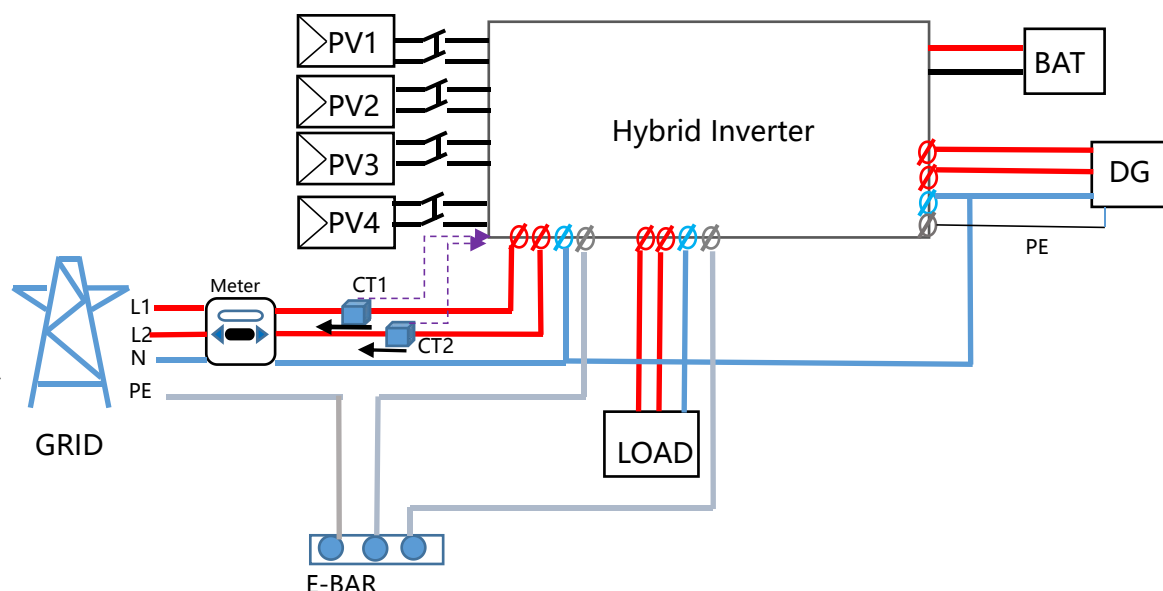 PV1
PV2
PV3
PV4
Hybrid Inverter
BAT
DG
PE
Meter
CT1
CT2
L1
L2
N
PE
GRID
LOAD
E-BAR